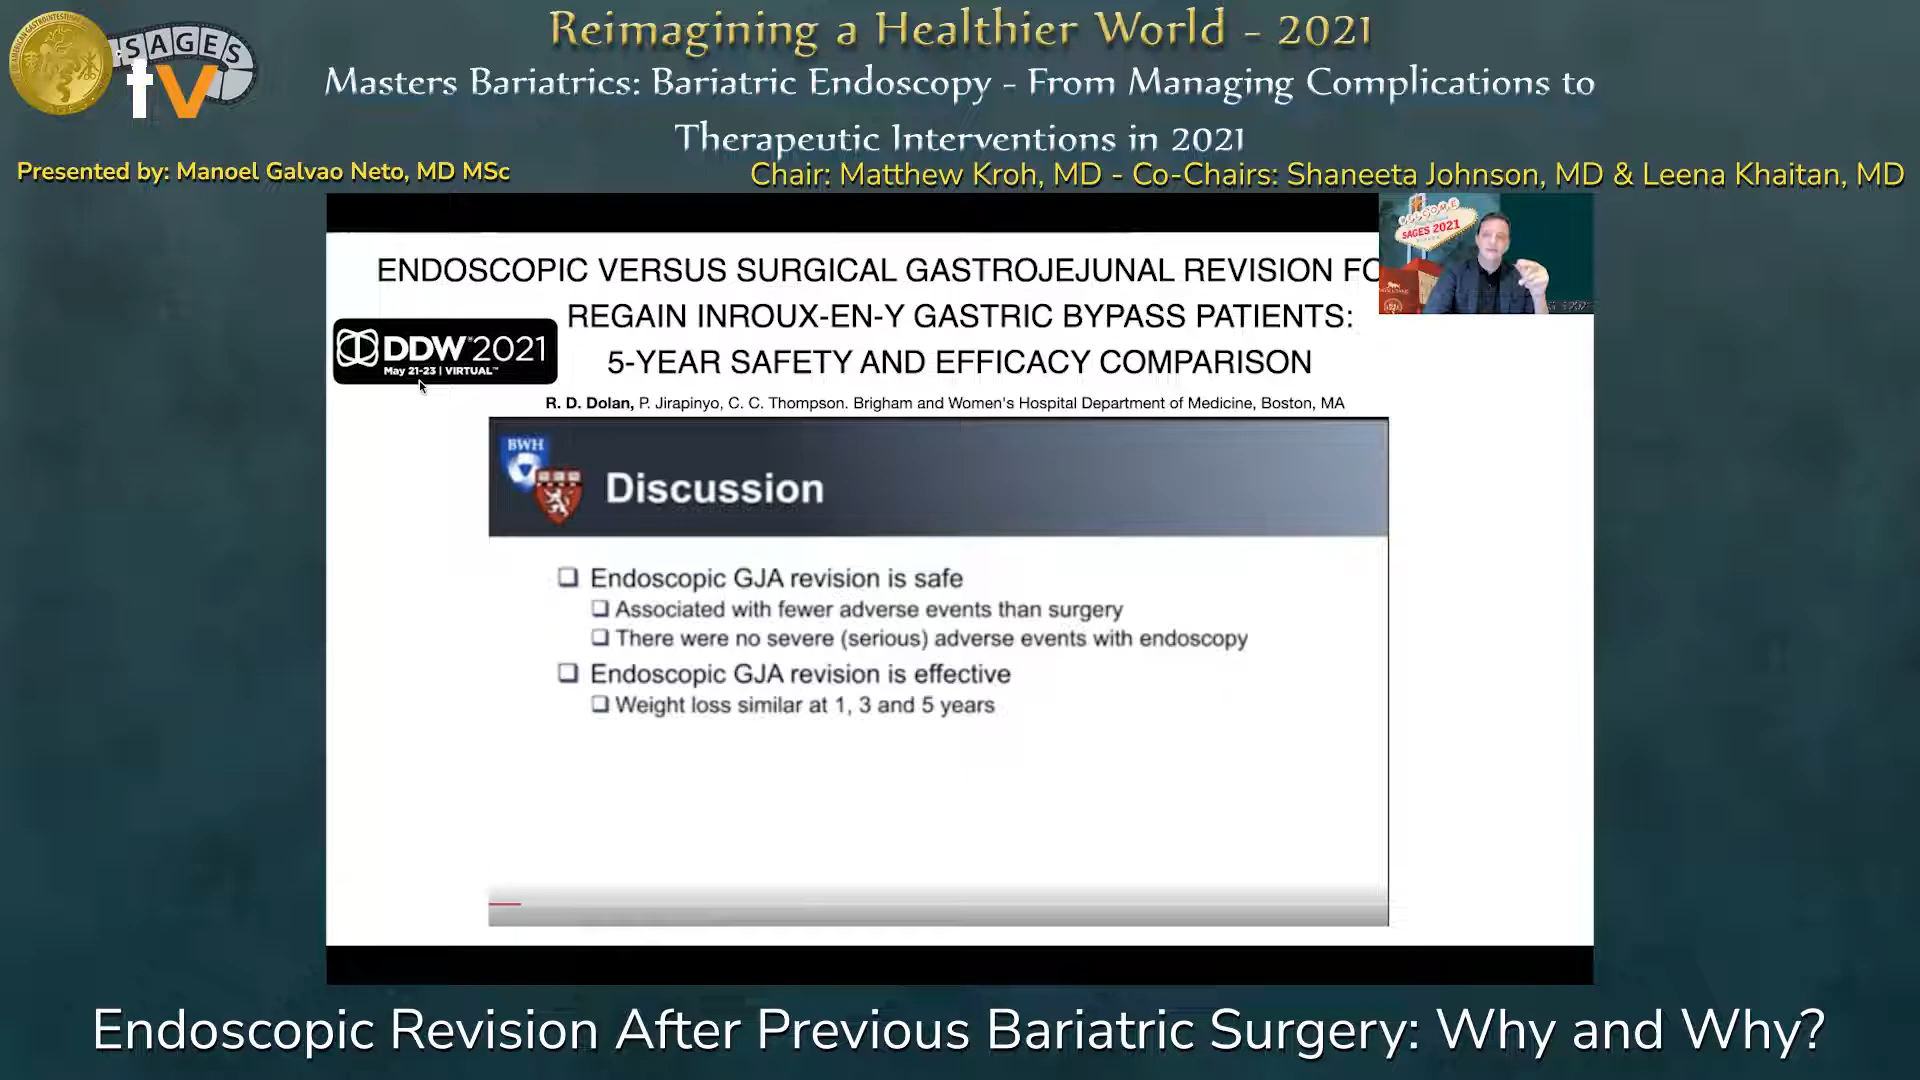 SAGES
tv
Reimagining a Healthier World - 2021
Masters Bariatrics: Bariatric Endoscopy - From Managing Complications to
Therapeutic Interventions in 2021
Presented by: Manoel Galvao Neto, MD MSc
Chair: Matthew Kroh, MD - Co-Chairs: Shaneeta Johnson, MD & Leena Khaitan, MD
WELCOME
SAGES 2021
ENDOSCOPIC VERSUS SURGICAL GASTROJEJUNAL REVISION FO
REGAIN INROUX-EN-Y GASTRIC BYPASS PATIENTS:
5-YEAR SAFETY AND EFFICACY COMPARISON
DDW 2021
May 21-23 | VIRTUAL™
R. D. Dolan, P. Jirapinyo, C. C. Thompson. Brigham and Women's Hospital Department of Medicine, Boston, MA
BWH
Discussion
Endoscopic GJA revision is safe
Associated with fewer adverse events than surgery
There were no severe (serious) adverse events with endoscopy
Endoscopic GJA revision is effective
Weight loss similar at 1, 3 and 5 years
Endoscopic Revision After Previous Bariatric Surgery: Why and Why?